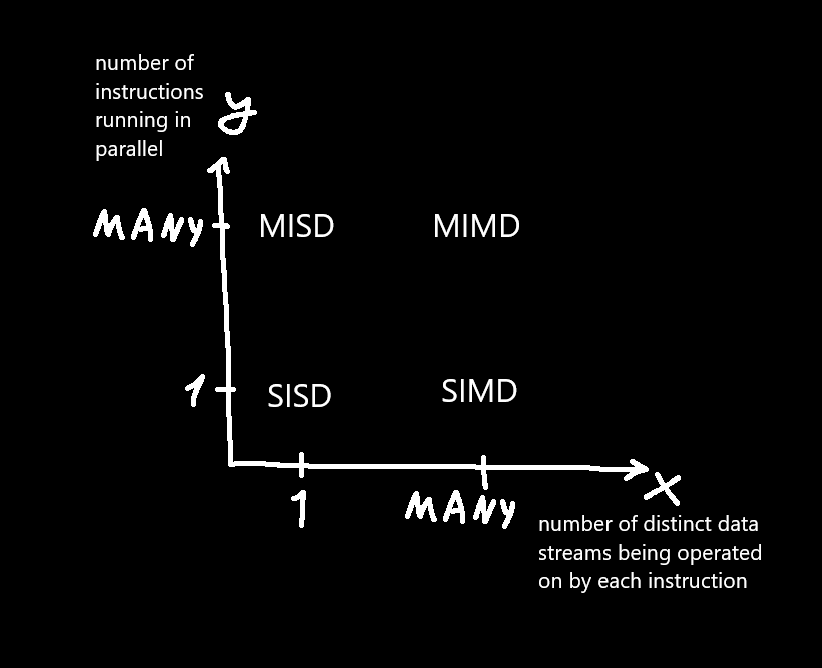 number of
instructions
running in
parallel
y
MANY
MISD MIMD
1
SISD SIMD
1 MANY
x
number of distinct data
streams being operated
on by each instruction